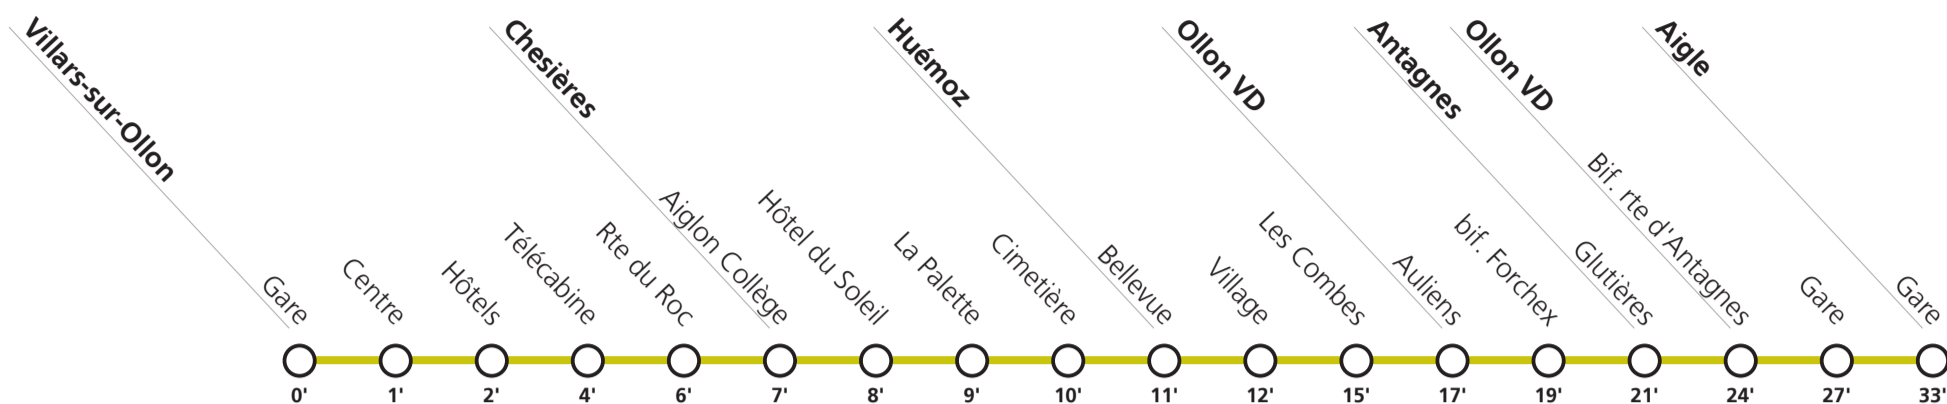 Villars-sur-Ollon
Chesières
Huémoz
Ollon VD
Antagnes
Ollon VD
Aigle
Gare
Centre
Hôtels
Télécabine
Rte du Roc
Aiglon Collège
Hôtel du Soleil
La Palette
Cimetière
Bellevue
Village
Les Combes
Auliens
bif. Forchex
Glutières
Bif. rte d'Antagnes
Gare
Gare
0' 1' 2' 4' 6' 7' 8' 9' 10' 11' 12' 15' 17' 19' 21' 24' 27' 33'